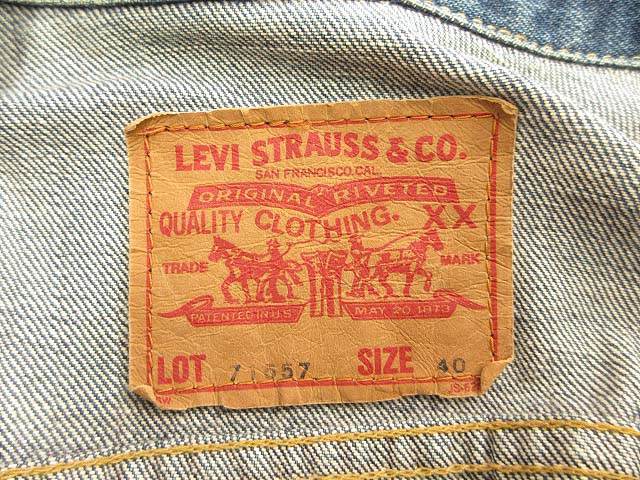 LEVI STRAUSS & CO.
SAN FRANCISCO, CAL.
ORIGINAL RIVETED
QUALITY CLOTHING. XX
TRADE MARK
PATENTED IN U.S. MAY 20 1873
LOT 71557 SIZE 40